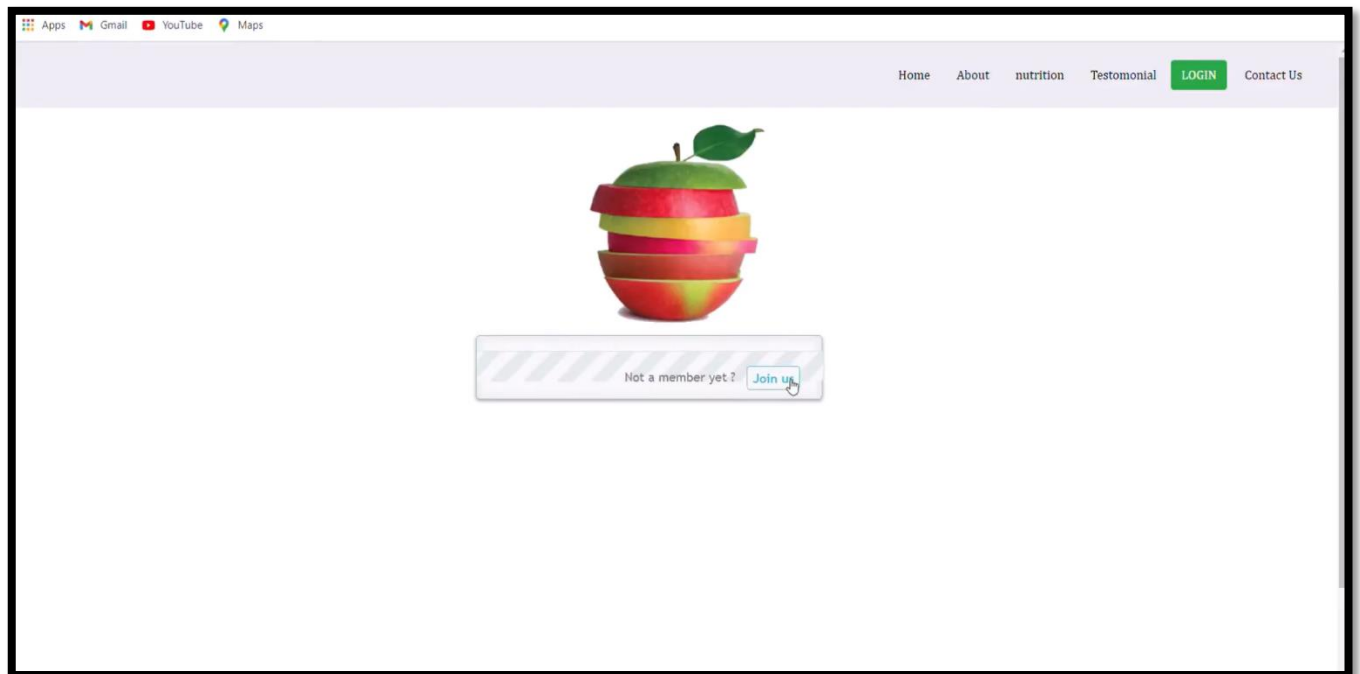 Apps Gmail YouTube Maps
Home About nutrition Testomonial LOGIN Contact Us
Not a member yet ? Join us